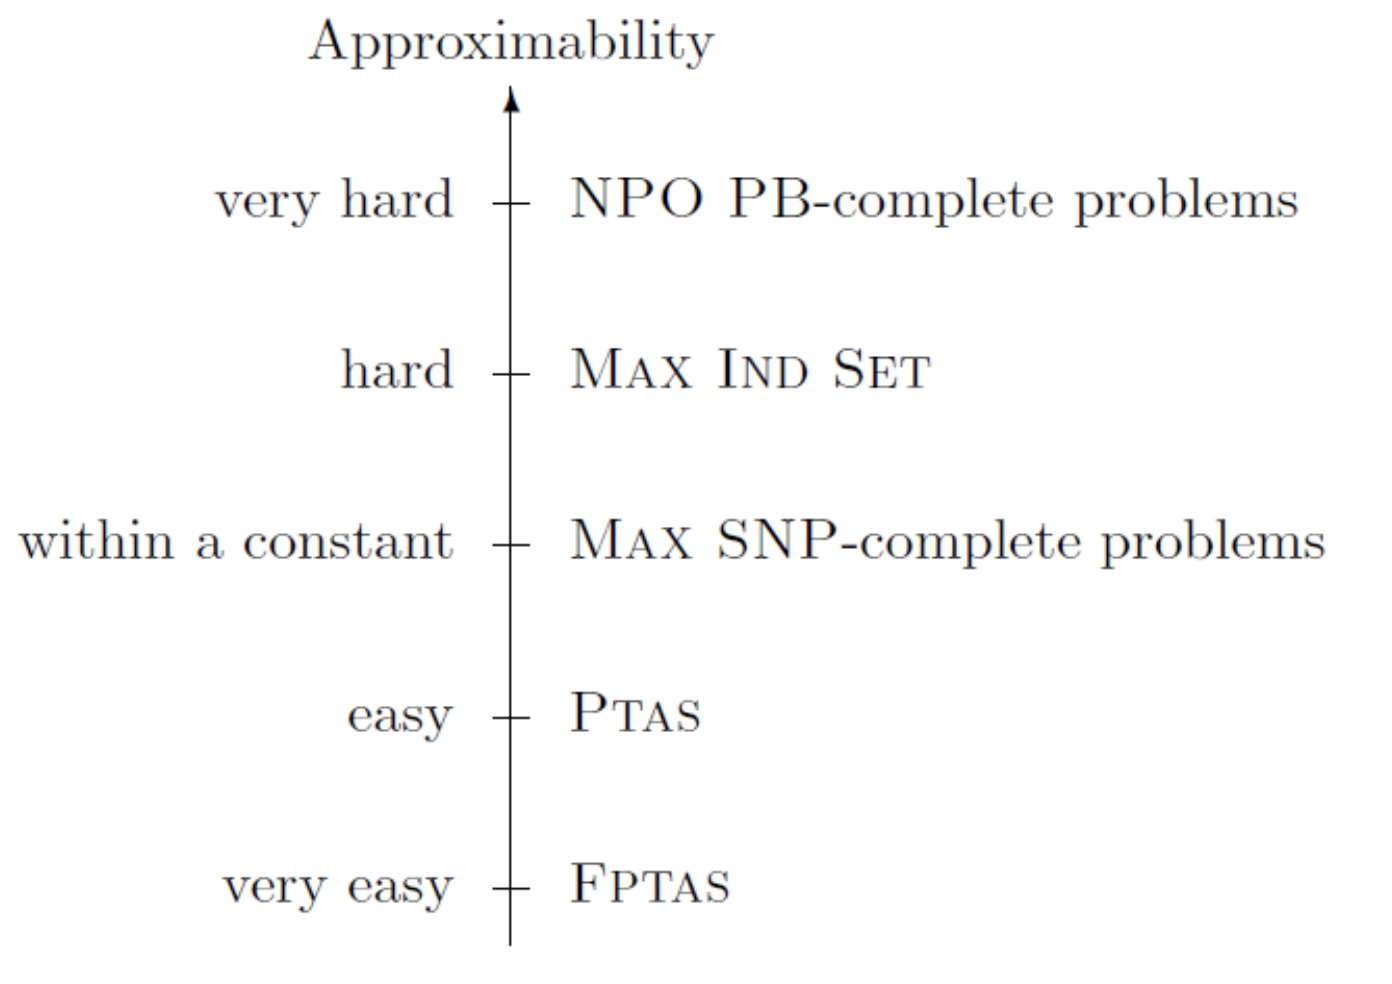 Approximability
very hard NPO PB-complete problems
hard MAX IND SET
within a constant MAX SNP-complete problems
easy PTAS
very easy FPTAS